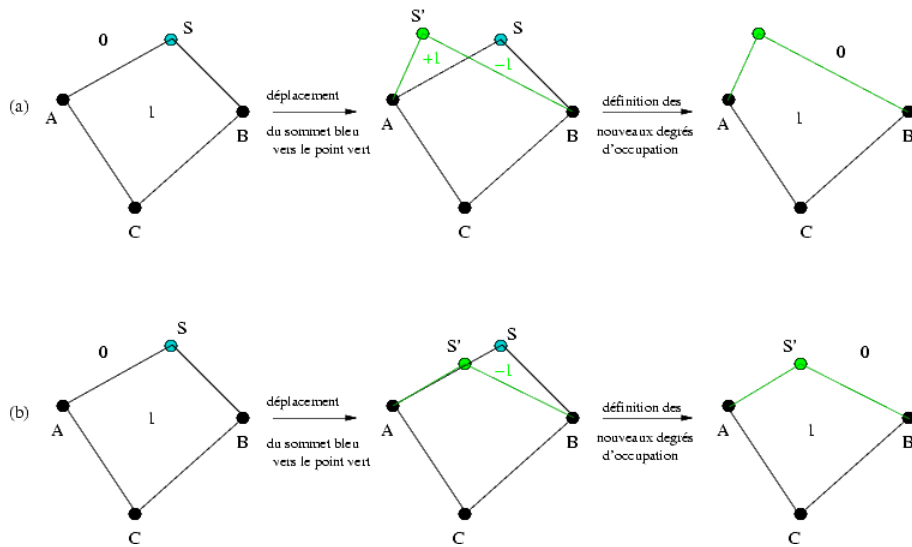 0
S
S'
S
+1
−1
0
(a)
A
1
B
C
déplacement
du sommet bleu
vers le point vert
A
B
C
définition des
nouveaux degrés
d'occupation
A
1
B
C
0
S
S'
S
−1
S'
0
(b)
A
1
B
C
déplacement
du sommet bleu
vers le point vert
A
B
C
définition des
nouveaux degrés
d'occupation
A
1
B
C